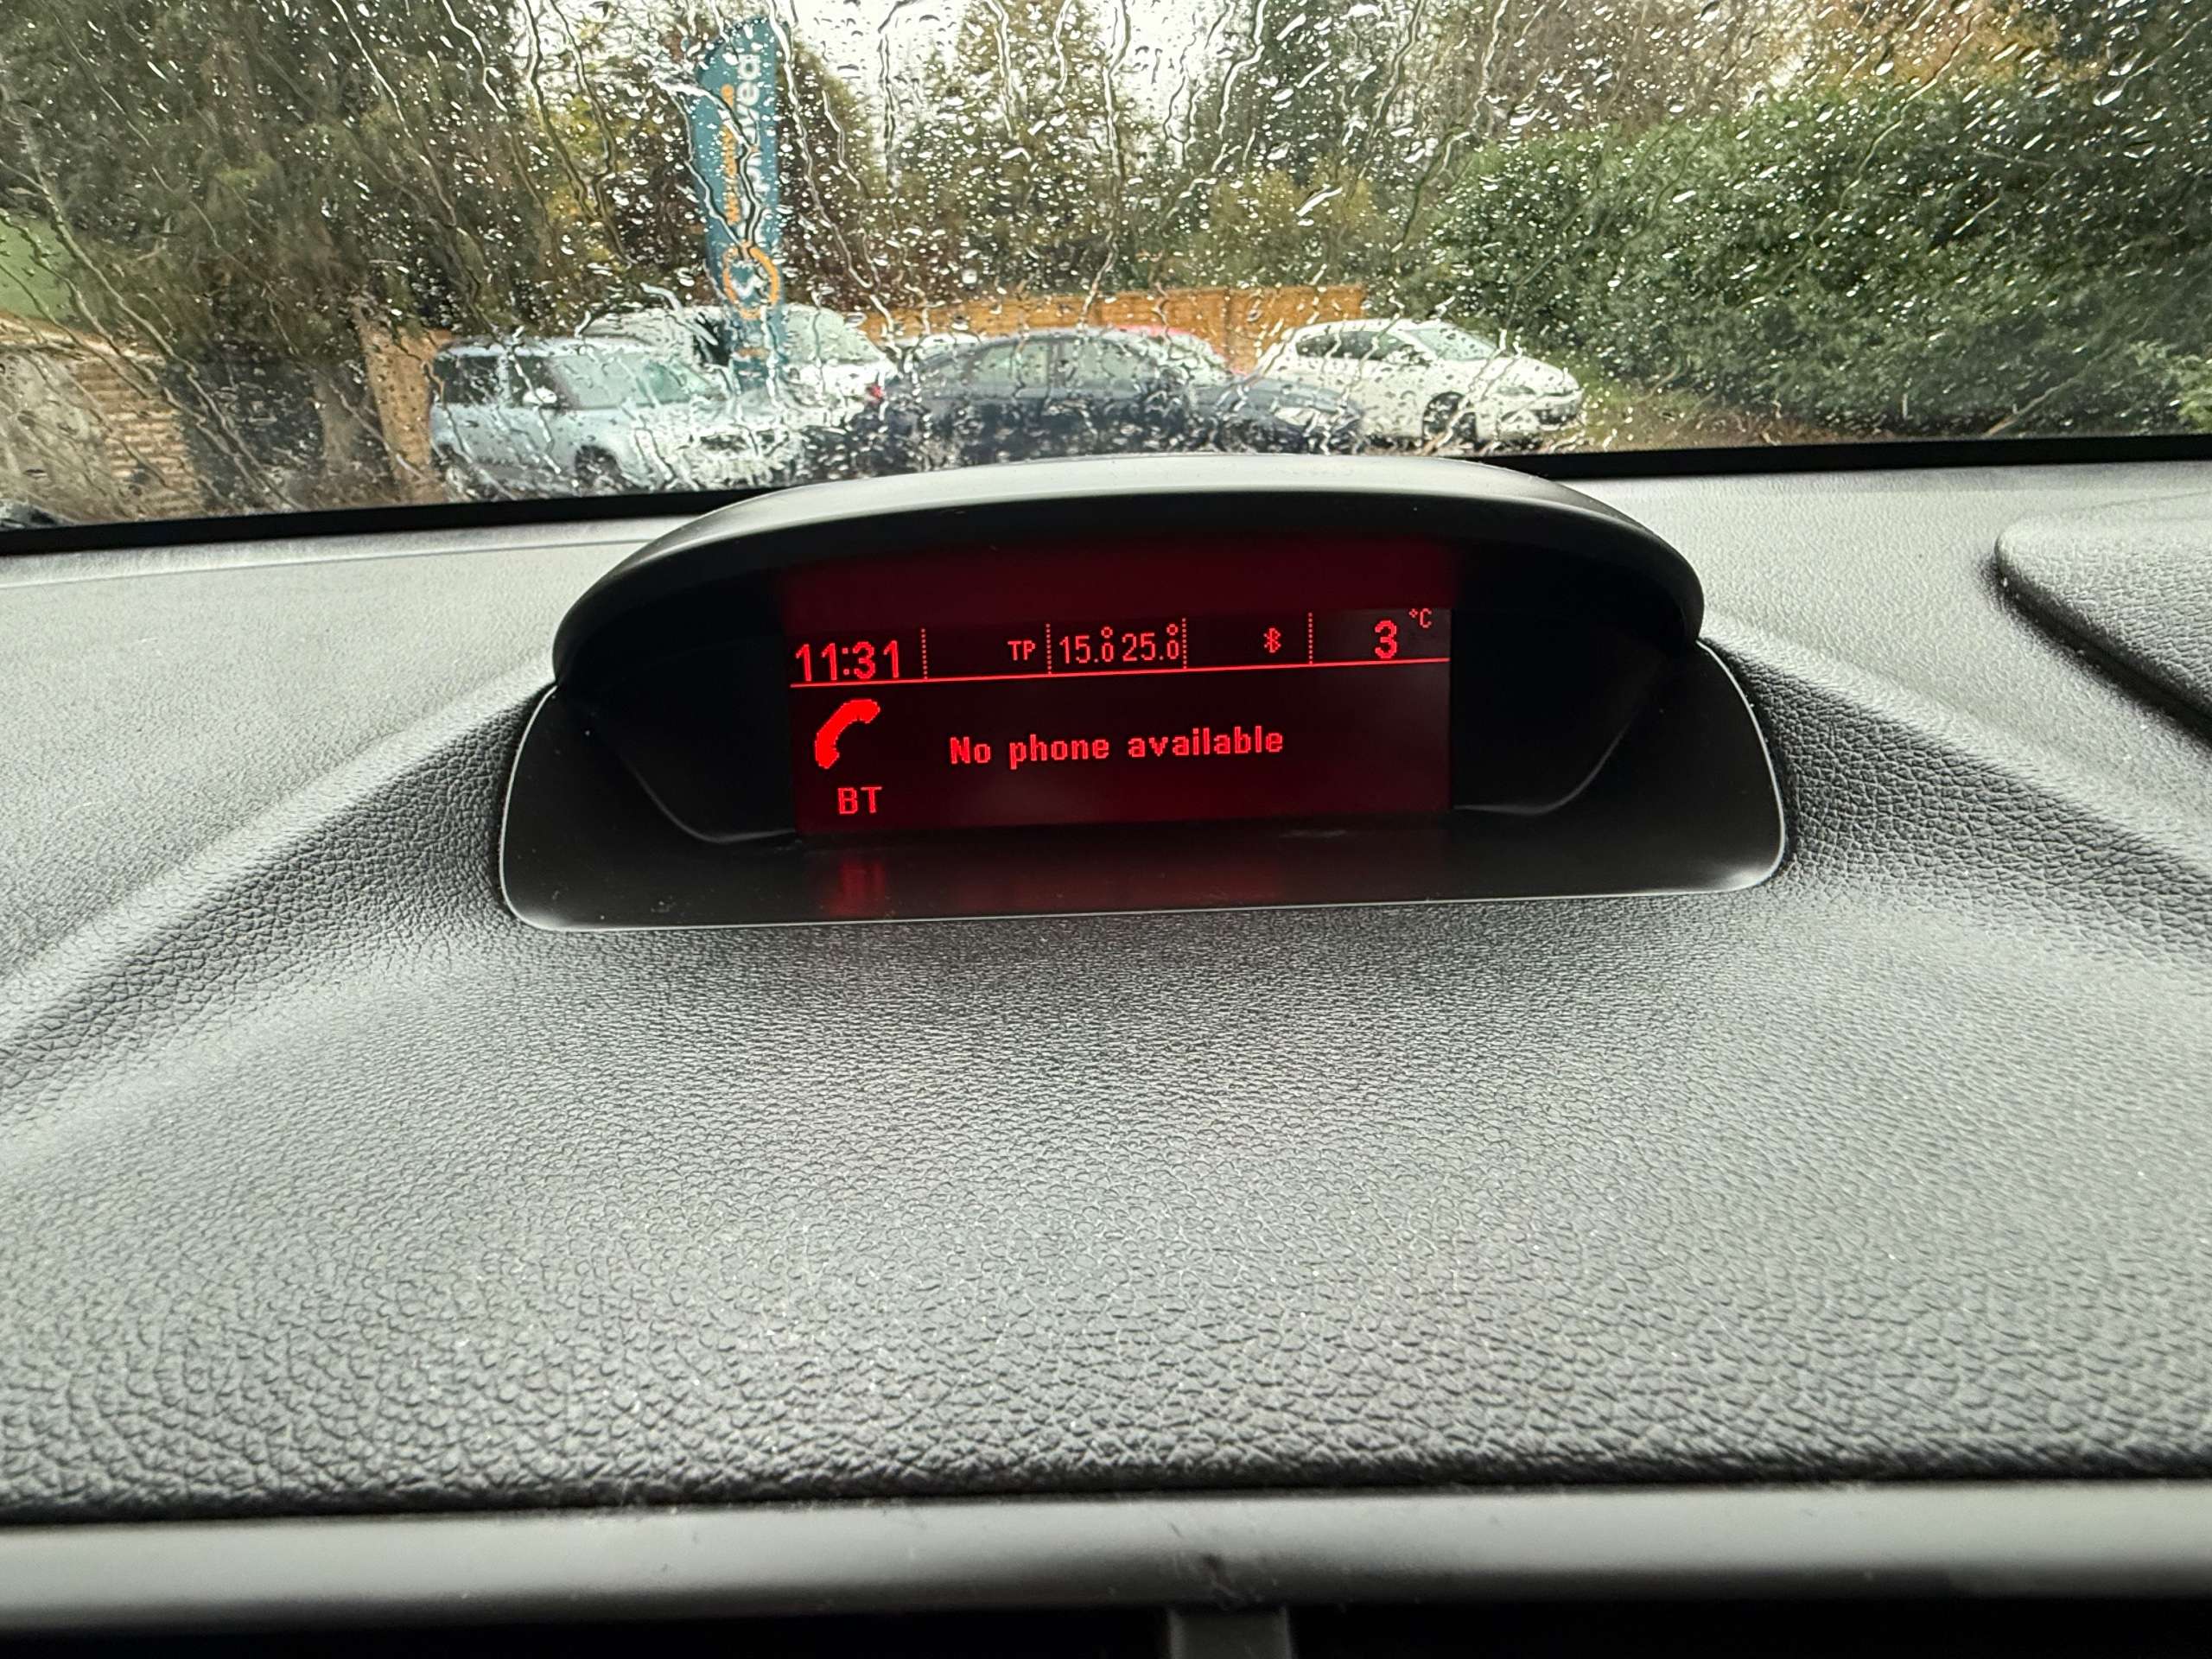 11:31 TP 15.0° 25.0° 3 °C
No phone available
BT